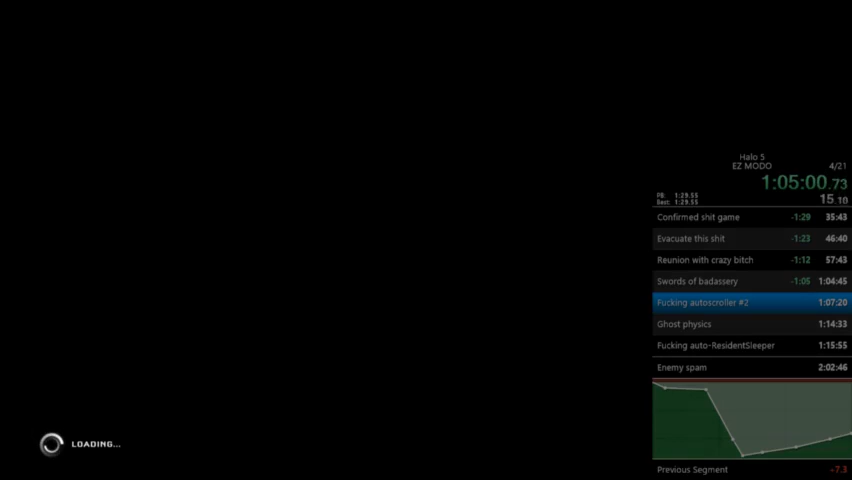 Halo 5
EZ MODO 4/21
1:05:00.73
PB: 1:29.55 15.10
Best: 1:29.55
Confirmed shit game -1:29 35:43
Evacuate this shit -1:23 46:40
Reunion with crazy bitch -1:12 57:43
Swords of badassery -1:05 1:04:45
Fucking autoscroller #2 1:07:20
Ghost physics 1:14:33
Fucking auto-ResidentSleeper 1:15:55
Enemy spam 2:02:46
LOADING...
Previous Segment +7.3